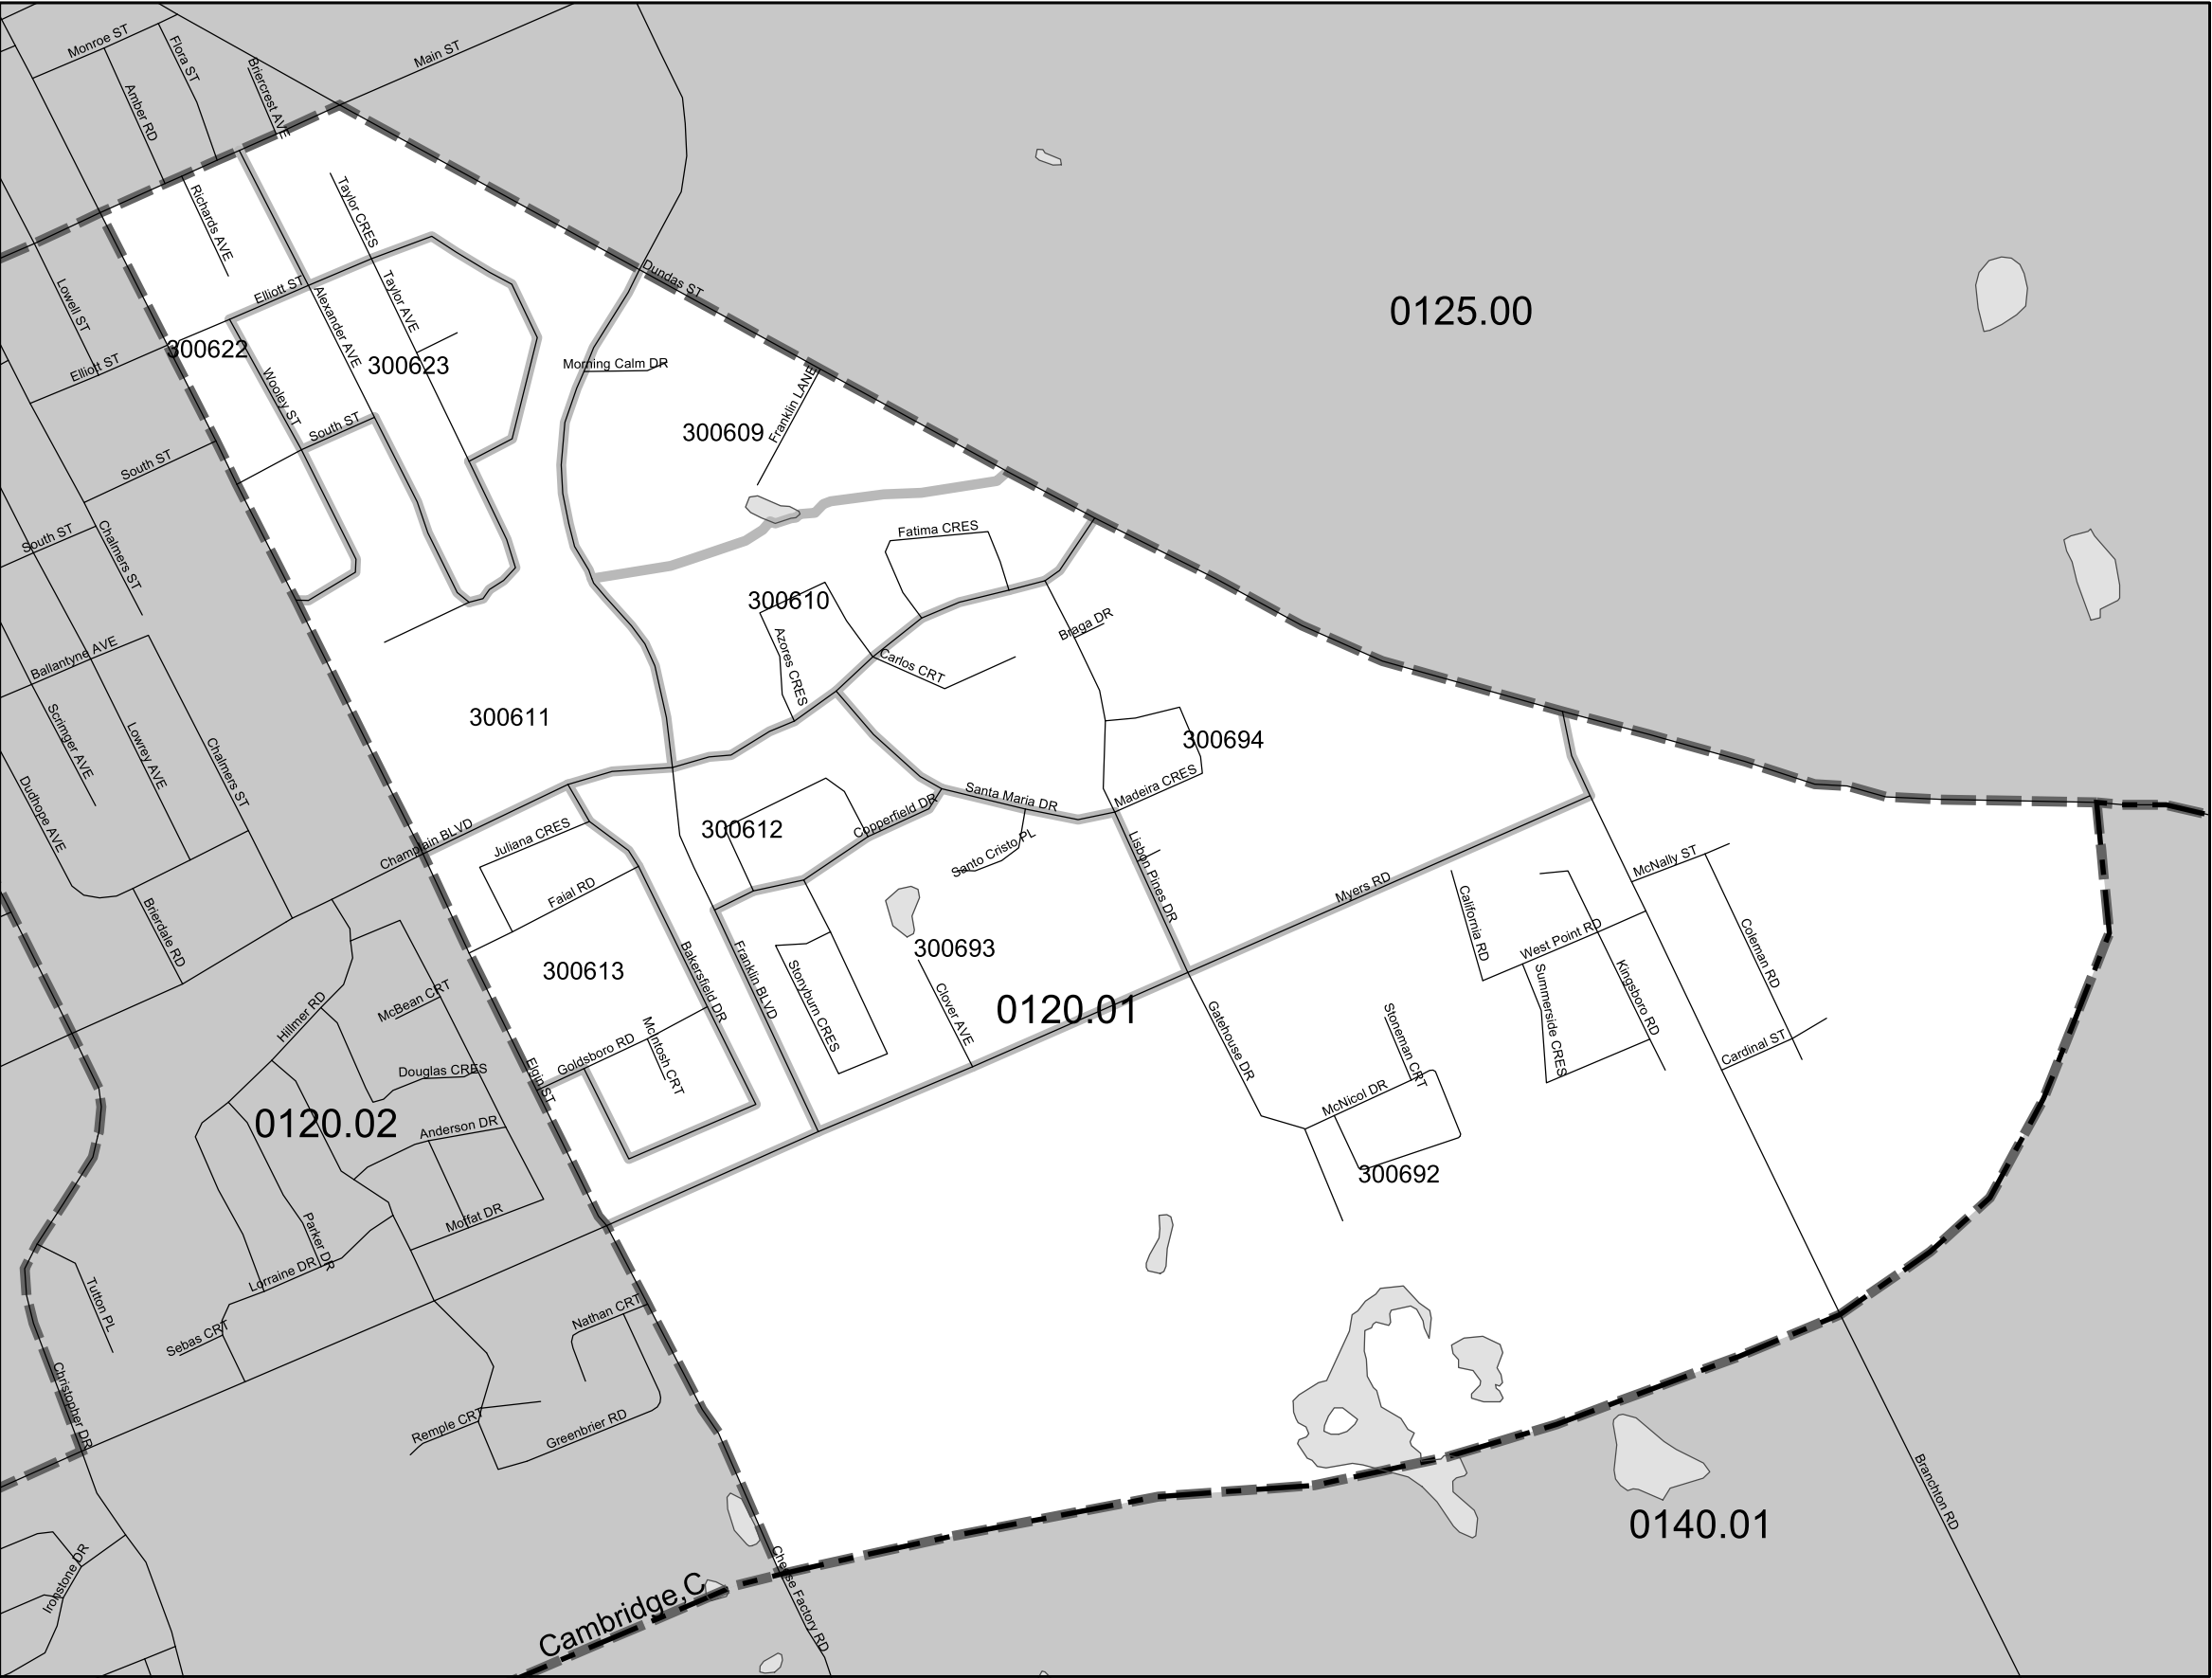 Monroe ST
Flora ST
Main ST
Briercrest AVE
Amber RD
Richards AVE
Taylor CRES
Dundas ST
Lowell ST
Elliott ST
Taylor AVE
Alexander AVE
0125.00
300622
300623
Elliott ST
Morning Calm DR
Wooley ST
Franklin LANE
South ST
300609
South ST
South ST
Chalmers ST
Fatima CRES
300610
Braga DR
Ballantyne AVE
Azores CRES
Carlos CRT
Scrimger AVE
Lowrey AVE
Chalmers ST
300611
300694
Dudhope AVE
Madeira CRES
Santa Maria DR
Copperfield DR
300612
Champlain BLVD
Juliana CRES
Santo Cristo PL
Lisbon Pines DR
McNally ST
Myers RD
Faial RD
California RD
Brierdale RD
West Point RD
Coleman RD
300693
300613
Bakersfield DR
Franklin BLVD
Stonyburn CRES
Clover AVE
Summerside CRES
Kingsboro RD
McBean CRT
Hillmer RD
0120.01
McIntosh CRT
Goldsboro RD
Gatehouse DR
Stoneman CRT
Cardinal ST
Douglas CRES
Elgin ST
McNicol DR
0120.02
Anderson DR
300692
Moffat DR
Parker DR
Lorraine DR
Tutton PL
Nathan CRT
Sebas CRT
Christopher DR
Remple CRT
Greenbrier RD
Branchton RD
0140.01
Ironstone DR
Cheese Factory RD
Cambridge, C